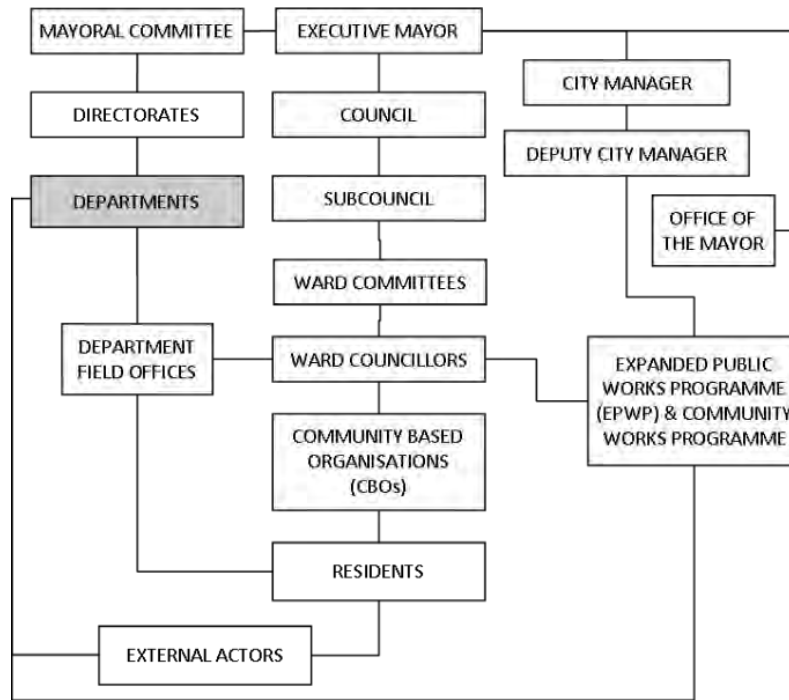 MAYORAL COMMITTEE
EXECUTIVE MAYOR
CITY MANAGER
DIRECTORATES
COUNCIL
DEPUTY CITY MANAGER
DEPARTMENTS
SUBCOUNCIL
OFFICE OF
THE MAYOR
WARD COMMITTEES
DEPARTMENT
FIELD OFFICES
WARD COUNCILLORS
EXPANDED PUBLIC
WORKS PROGRAMME
(EPWP) & COMMUNITY
WORKS PROGRAMME
COMMUNITY BASED
ORGANISATIONS
(CBOs)
RESIDENTS
EXTERNAL ACTORS